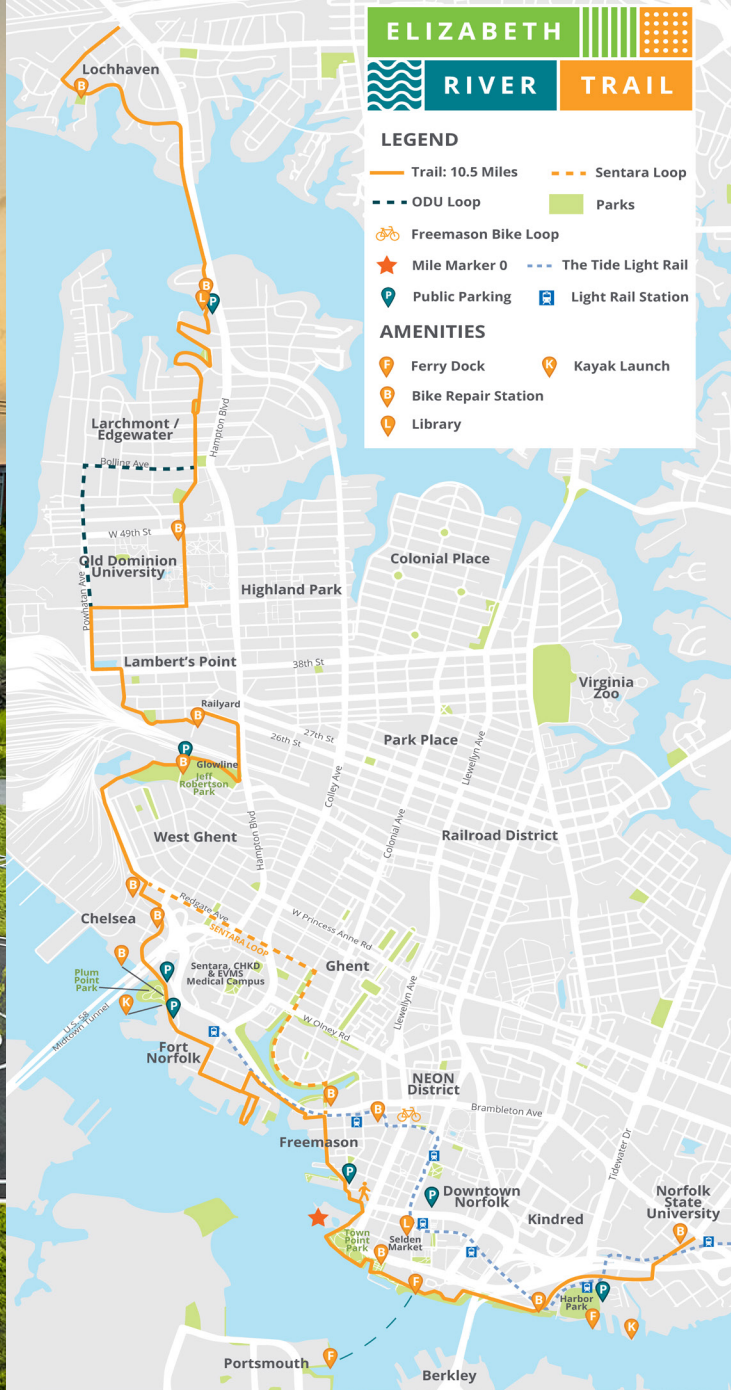 ELIZABETH
RIVER TRAIL
LEGEND
Trail: 10.5 Miles
Sentara Loop
ODU Loop
Parks
Freemason Bike Loop
Mile Marker 0
The Tide Light Rail
P Public Parking
Light Rail Station
AMENITIES
F Ferry Dock
K Kayak Launch
B Bike Repair Station
L Library
Lochhaven
B
B
L
P
Larchmont /
Edgewater
Hampton Blvd
Bolling Ave
B
W 49th St
Old Dominion
University
Powhatan Ave
Colonial Place
Highland Park
Lambert's Point
38th St
Virginia
Zoo
Railyard
B
26th St
27th St
Park Place
Llewellyn Ave
P
B
Glowline
Jeff
Robertson
Park
Colley Ave
Colonial Ave
Hampton Blvd
West Ghent
Railroad District
B
Redgate Ave
SENTARA LOOP
W Princess Anne Rd
Chelsea
B
B
Ghent
P
Sentara, CHKD
& EVMS
Medical Campus
Plum
Point
Park
K
P
U.S. 58
Midtown Tunnel
Llewellyn Ave
W Olney Rd
Fort
Norfolk
NEON
District
B
B
Brambleton Ave
Freemason
Tidewater Dr
P
P
Downtown
Norfolk
Norfolk
State
University
Kindred
L
B
Town
Point
Park
Selden
Market
B
F
B
P
Harbor
Park
F
K
F
Portsmouth
Berkley